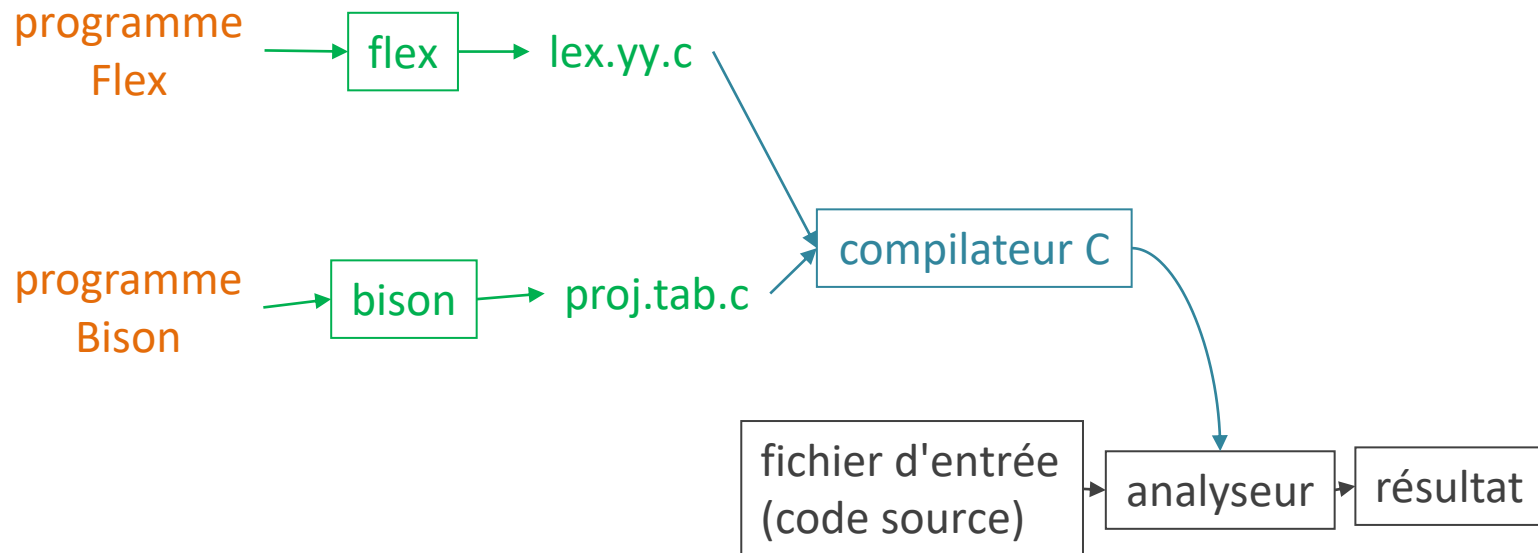 programme
Flex
flex
lex.yy.c
compilateur C
programme
Bison
bison
proj.tab.c
fichier d'entrée
(code source)
analyseur
résultat